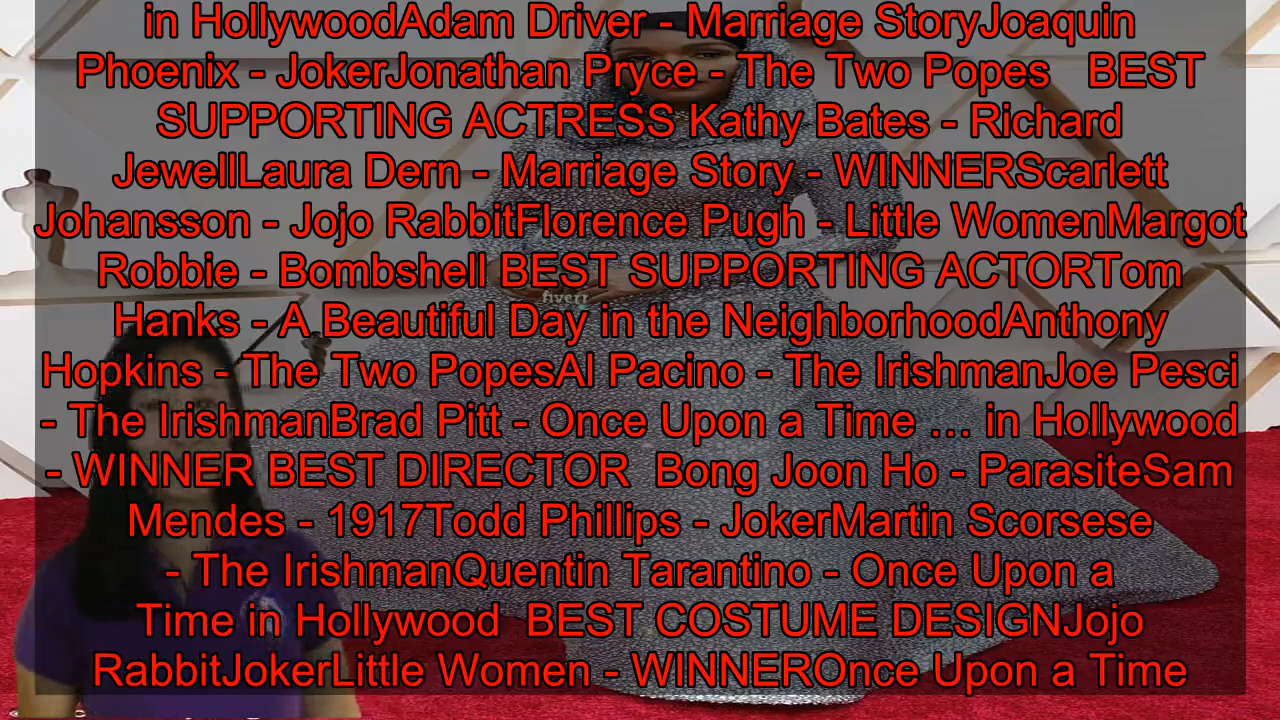 in HollywoodAdam Driver - Marriage StoryJoaquin
Phoenix - JokerJonathan Pryce - The Two Popes   BEST
SUPPORTING ACTRESS Kathy Bates - Richard
JewellLaura Dern - Marriage Story - WINNERScarlett
Johansson - Jojo RabbitFlorence Pugh - Little WomenMargot
Robbie - Bombshell BEST SUPPORTING ACTORTom
fiverr
Hanks - A Beautiful Day in the NeighborhoodAnthony
Hopkins - The Two PopesAl Pacino - The IrishmanJoe Pesci
- The IrishmanBrad Pitt - Once Upon a Time … in Hollywood
- WINNER BEST DIRECTOR  Bong Joon Ho - ParasiteSam
Mendes - 1917Todd Phillips - JokerMartin Scorsese
- The IrishmanQuentin Tarantino - Once Upon a
Time in Hollywood  BEST COSTUME DESIGNJojo
RabbitJokerLittle Women - WINNEROnce Upon a Time